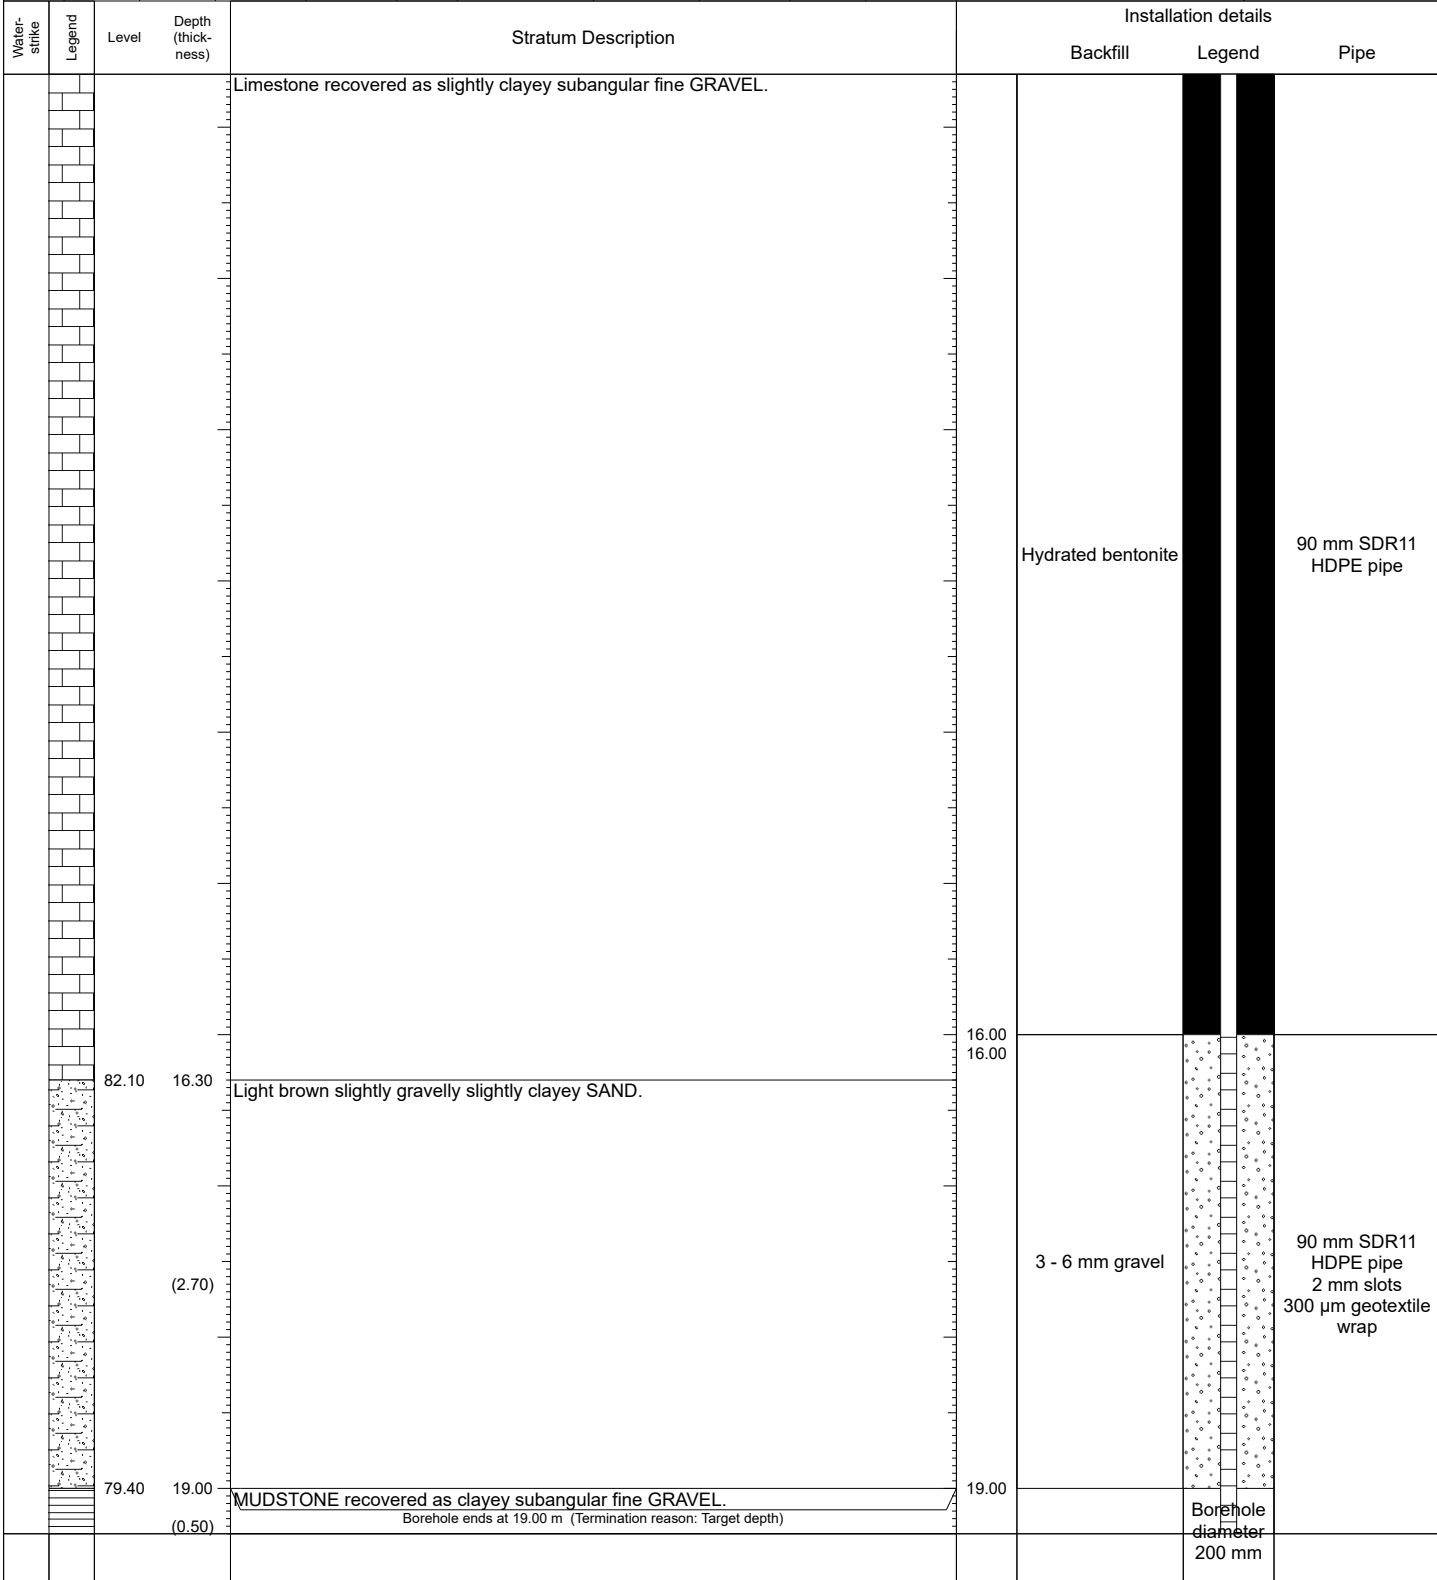 Water-
strike
Legend
Level
Depth
(thick-
ness)
Stratum Description
Installation details
Backfill
Legend
Pipe
Limestone recovered as slightly clayey subangular fine GRAVEL.
Hydrated bentonite
90 mm SDR11
HDPE pipe
16.00
16.00
82.10
16.30
Light brown slightly gravelly slightly clayey SAND.
(2.70)
3 - 6 mm gravel
90 mm SDR11
HDPE pipe
2 mm slots
300 µm geotextile
wrap
79.40
19.00
19.00
MUDSTONE recovered as clayey subangular fine GRAVEL.
Borehole ends at 19.00 m (Termination reason: Target depth)
(0.50)
Borehole
diameter
200 mm